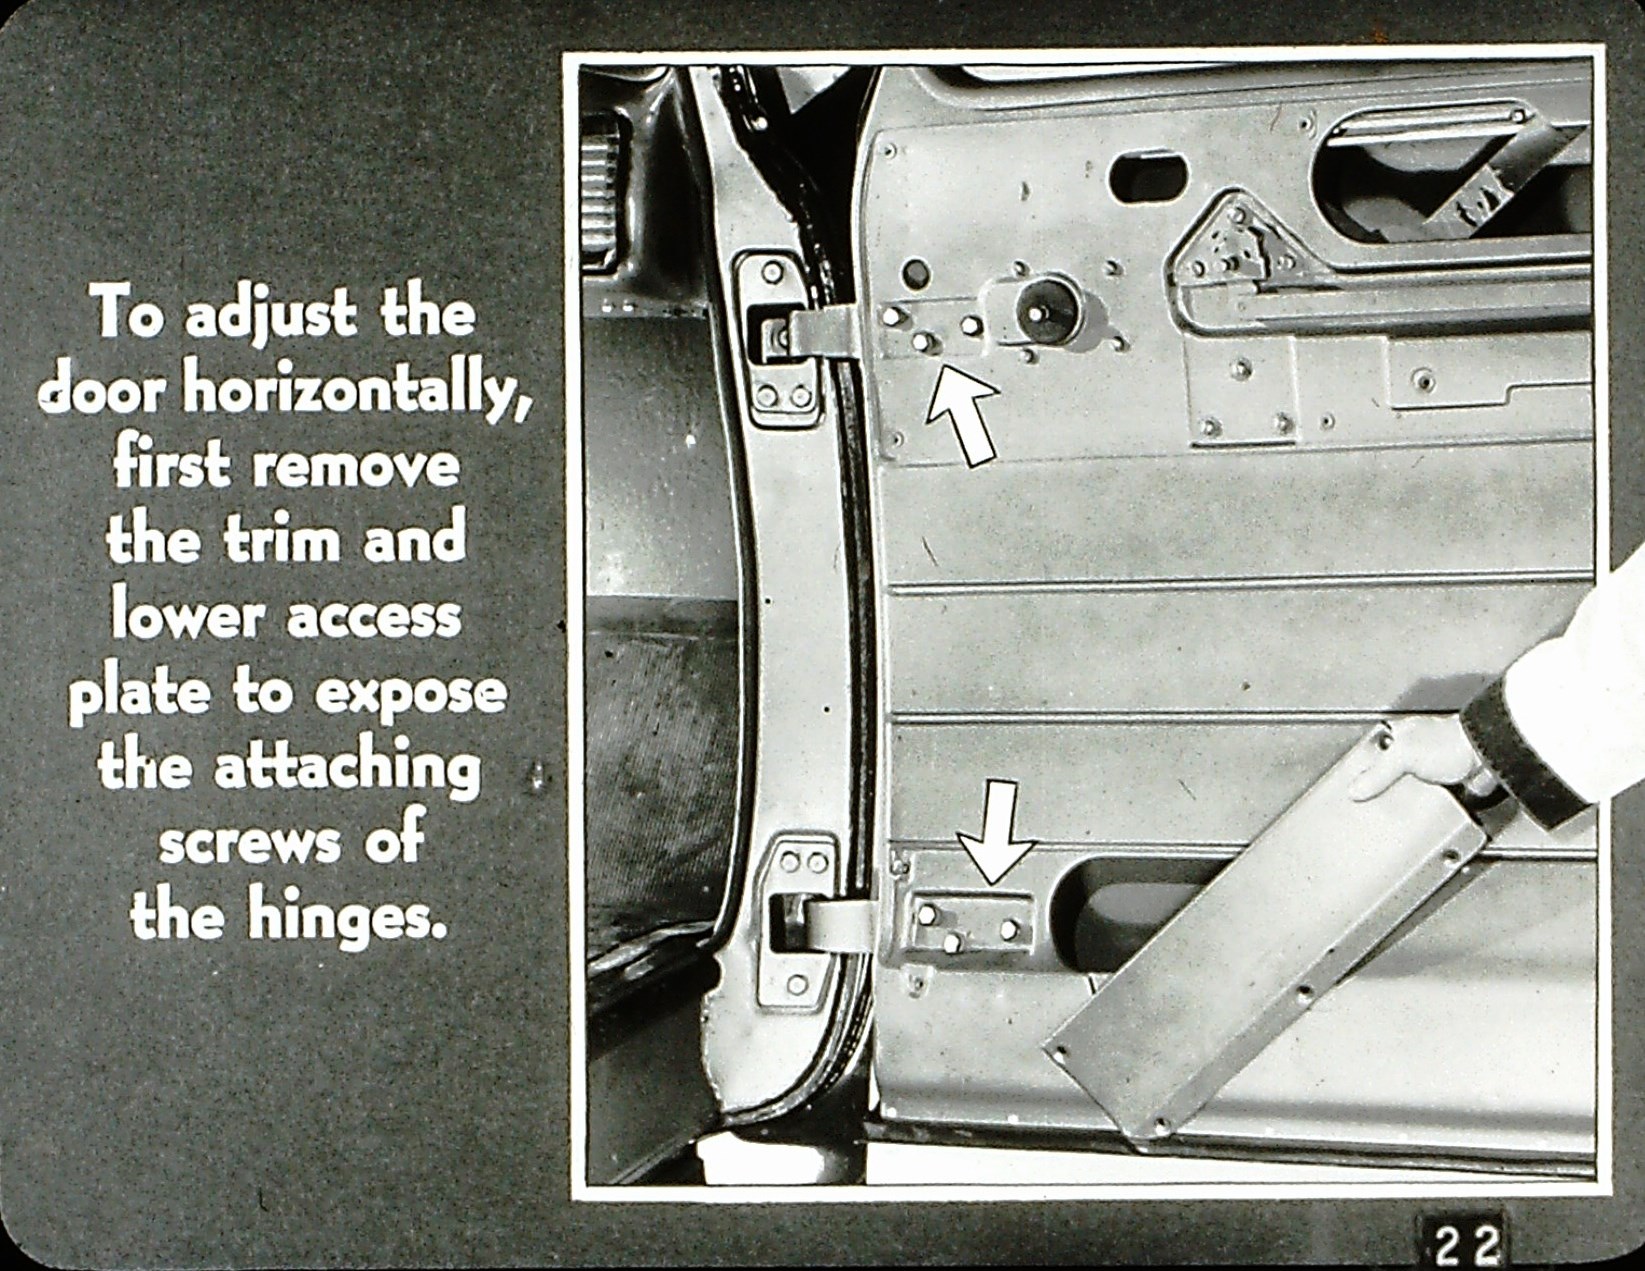 To adjust the
door horizontally,
first remove
the trim and
lower access
plate to expose
the attaching
screws of
the hinges.
22